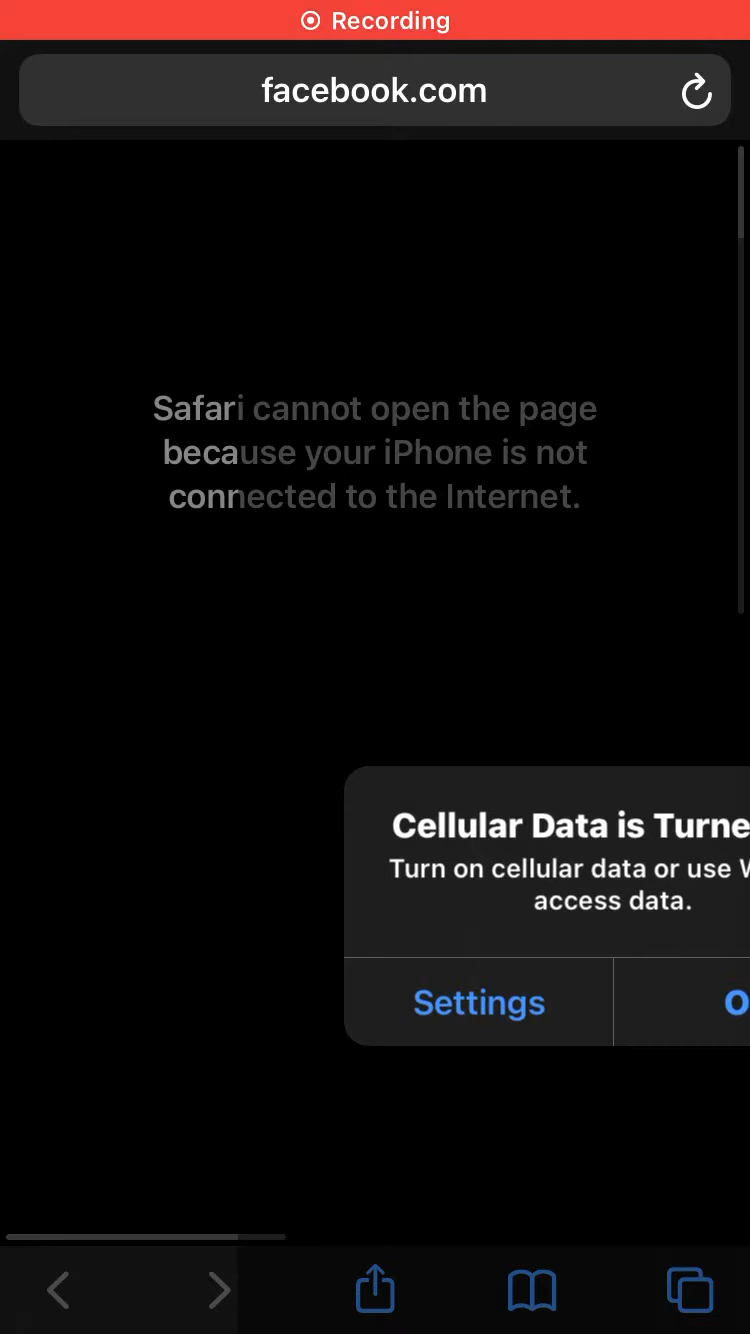 Recording
facebook.com
Safari cannot open the page
because your iPhone is not
connected to the Internet.
Cellular Data is Turne
Turn on cellular data or use
access data.
Settings